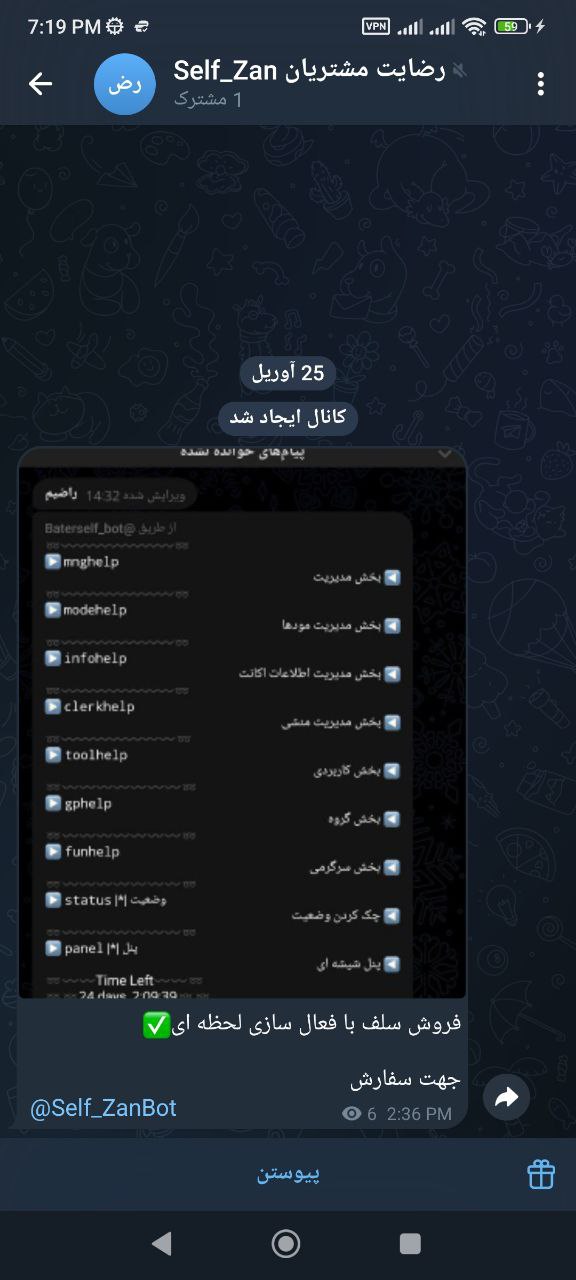 7:19 PM
VPN
59
رضایت مشتریان Self_Zan
1 مشترک
رض
25 آوریل
کانال ایجاد شد
پیام‌های خوانده نشده
راضیم
ویرایش شده 14:32
از طریق @Baterself_bot
mnghelp
بخش مدیریت
modehelp
بخش مدیریت مودها
infohelp
بخش مدیریت اطلاعات اکانت
clerkhelp
بخش مدیریت منشی
toolhelp
بخش کاربردی
gphelp
بخش گروه
funhelp
بخش سرگرمی
status |*| وضعیت
چک کردن وضعیت
panel |*| پنل
پنل شیشه ای
Time Left
24 days, 2:09:39
فروش سلف با فعال سازی لحظه ای✅
جهت سفارش
@Self_ZanBot
6 2:36 PM
پیوستن